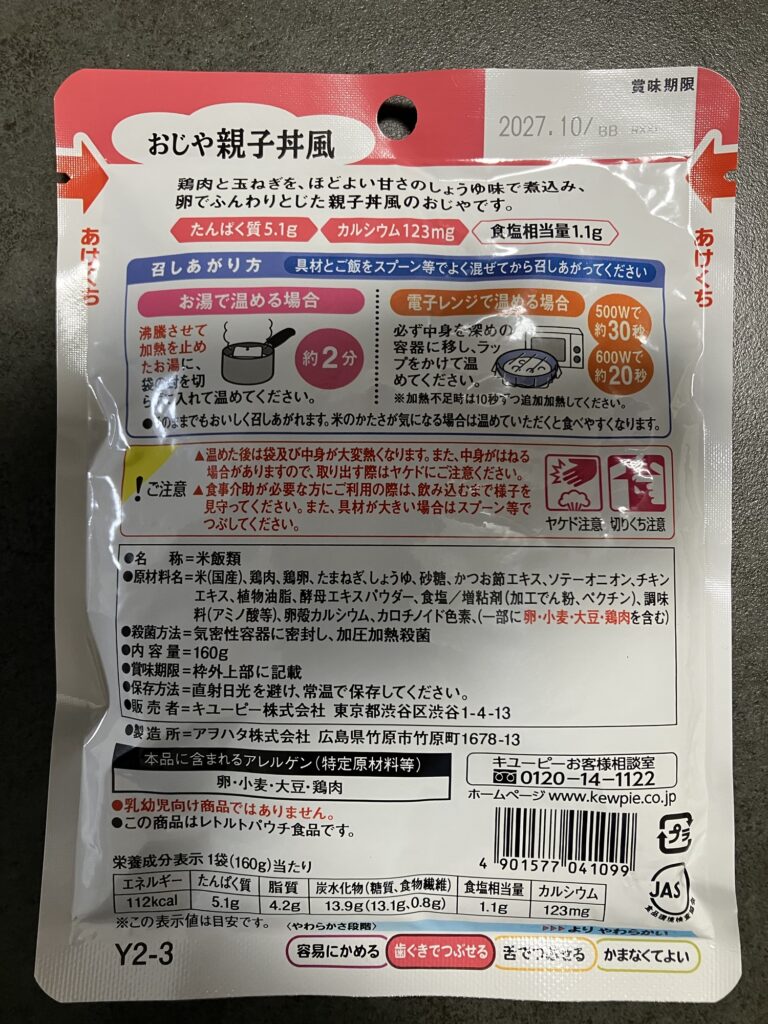 賞味期限
2027.10/ BB
おじや親子丼風
鶏肉と玉ねぎを、ほどよい甘さのしょうゆ味で煮込み、
卵でふんわりとじた親子丼風のおじやです。
たんぱく質5.1g カルシウム123mg 食塩相当量1.1g
あけくち
あけくち
召しあがり方 具材とご飯をスプーン等でよく混ぜてから召しあがってください
お湯で温める場合
沸騰させて
加熱を止め
たお湯に、
袋の封を切
らずに入れて温めてください。
約2分
電子レンジで温める場合
必ず中身を深めの
容器に移し、ラッ
プをかけて温
めてください。
500Wで
約30秒
600Wで
約20秒
※加熱不足時は10秒ずつ追加加熱してください。
●そのままでもおいしく召しあがれます。米のかたさが気になる場合は温めていただくと食べやすくなります。
!ご注意
▲温めた後は袋及び中身が大変熱くなります。また、中身がはねる
場合がありますので、取り出す際はヤケドにご注意ください。
▲食事介助が必要な方にご利用の際は、飲み込むまで様子を
見守ってください。また、具材が大きい場合はスプーン等で
つぶしてください。
ヤケド注意 切りくち注意
●名 称=米飯類
●原材料名=米(国産)、鶏肉、鶏卵、たまねぎ、しょうゆ、砂糖、かつお節エキス、ソテーオニオン、チキン
エキス、植物油脂、酵母エキスパウダー、食塩/増粘剤(加工でん粉、ペクチン)、調味
料(アミノ酸等)、卵殻カルシウム、カロチノイド色素、(一部に卵・小麦・大豆・鶏肉を含む)
●殺菌方法=気密性容器に密封し、加圧加熱殺菌
●内 容 量=160g
●賞味期限=枠外上部に記載
●保存方法=直射日光を避け、常温で保存してください。
●販 売 者=キユーピー株式会社 東京都渋谷区渋谷1-4-13
●製 造 所=アヲハタ株式会社 広島県竹原市竹原町1678-13
本品に含まれるアレルゲン(特定原材料等)
卵・小麦・大豆・鶏肉
キユーピーお客様相談室
0120-14-1122
ホームページ www.kewpie.co.jp
●乳幼児向け商品ではありません。
●この商品はレトルトパウチ食品です。
4 901577 041099
プラ
JAS
栄養成分表示 1袋(160g)当たり
エネルギー たんぱく質 脂質 炭水化物(糖質、食物繊維) 食塩相当量 カルシウム
112kcal 5.1g 4.2g 13.9g(13.1g、0.8g) 1.1g 123mg
※この表示値は目安です。
〈やわらかさ段階〉
よりやわらかい
Y2-3
容易にかめる 歯ぐきでつぶせる 舌でつぶせる かまなくてよい